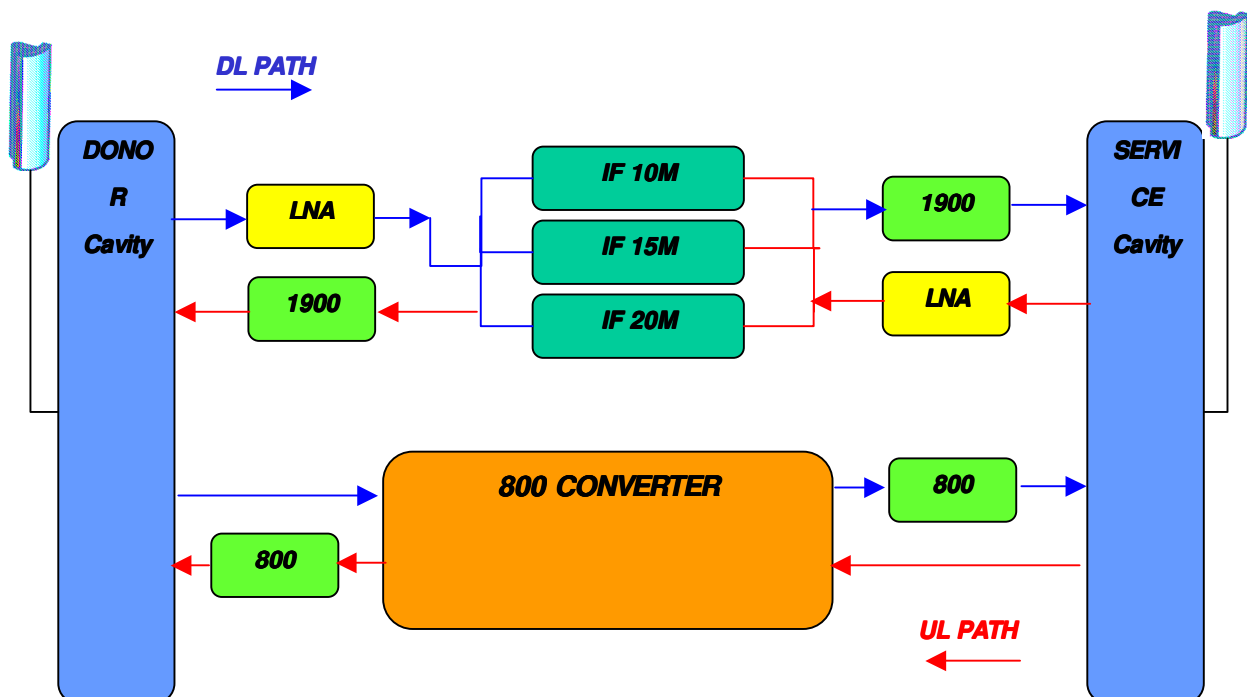 DL PATH
DONO
R
Cavity
SERVI
CE
Cavity
LNA
IF 10M
1900
IF 15M
1900
LNA
IF 20M
800 CONVERTER
800
800
UL PATH